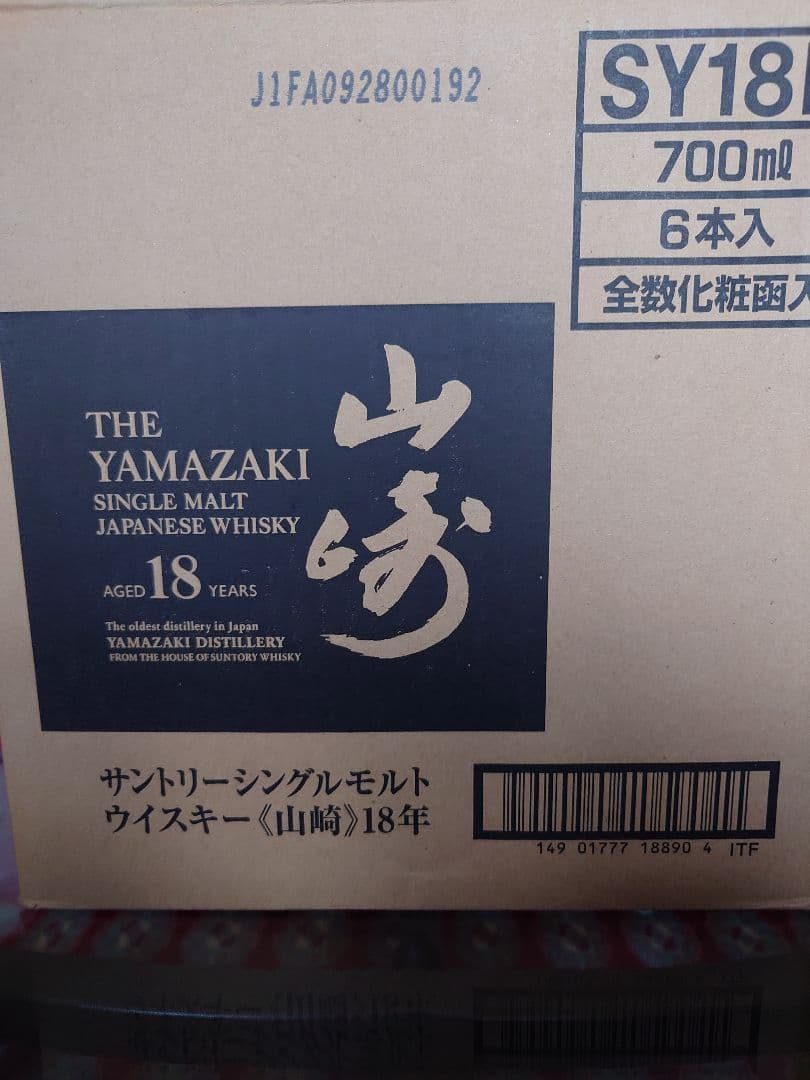 J1FA092800192
SY18
700ml
6本入
全数化粧函入
山崎
THE
YAMAZAKI
SINGLE MALT
JAPANESE WHISKY
AGED 18 YEARS
The oldest distillery in Japan
YAMAZAKI DISTILLERY
FROM THE HOUSE OF SUNTORY WHISKY
サントリーシングルモルト
ウイスキー《山崎》18年
149 01777 18890 4 ITF